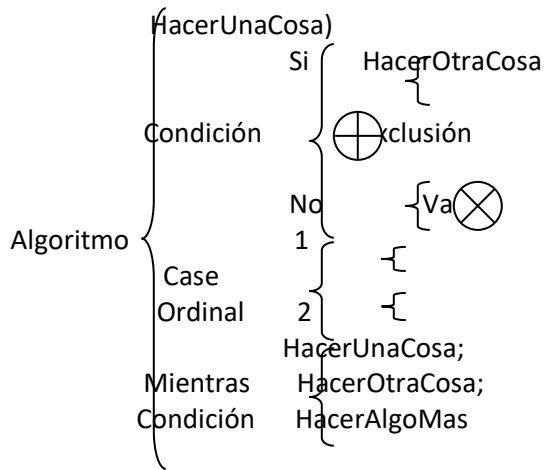 HacerUnaCosa)
Si HacerOtraCosa
Condición xclusión
No Va
Algoritmo
1
Case
Ordinal 2
HacerUnaCosa;
Mientras HacerOtraCosa;
Condición HacerAlgoMas